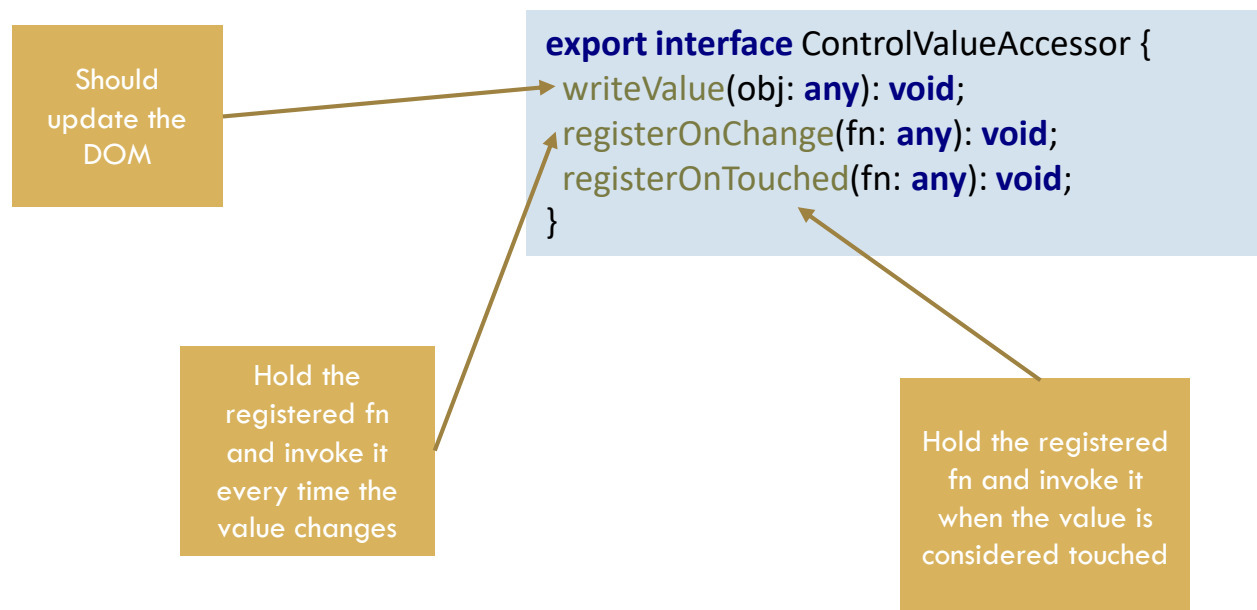 Should
update the
DOM
export interface ControlValueAccessor {
writeValue(obj: any): void;
registerOnChange(fn: any): void;
registerOnTouched(fn: any): void;
}
Hold the
registered fn
and invoke it
every time the
value changes
Hold the registered
fn and invoke it
when the value is
considered touched